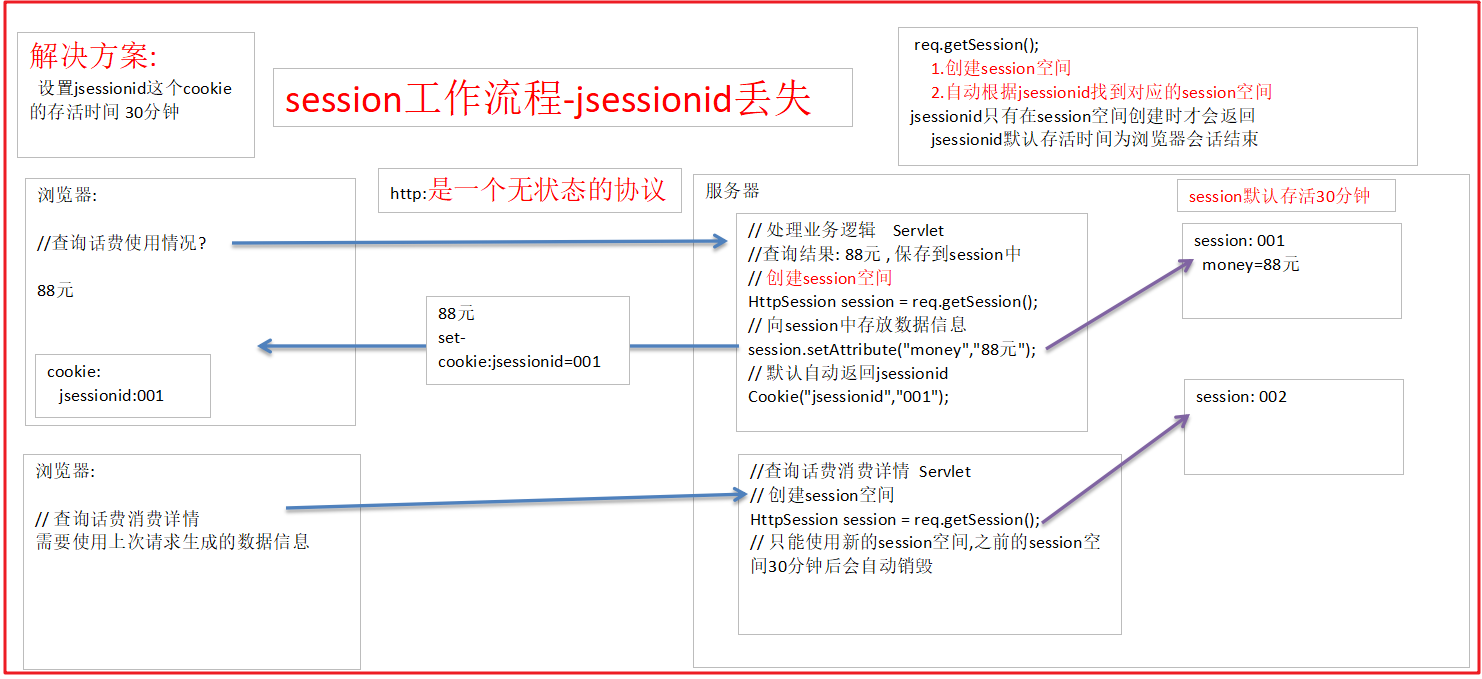 解决方案:
设置jsessionid这个cookie
的存活时间 30分钟
session工作流程-jsessionid丢失
req.getSession();
1.创建session空间
2.自动根据jsessionid找到对应的session空间
jsessionid只有在session空间创建时才会返回
jsessionid默认存活时间为浏览器会话结束
http:是一个无状态的协议
浏览器:
//查询话费使用情况?
88元
cookie:
jsessionid:001
88元
set-
cookie:jsessionid=001
服务器
// 处理业务逻辑 Servlet
//查询结果: 88元 , 保存到session中
// 创建session空间
HttpSession session = req.getSession();
// 向session中存放数据信息
session.setAttribute("money","88元");
// 默认自动返回jsessionid
Cookie("jsessionid","001");
session默认存活30分钟
session: 001
money=88元
session: 002
浏览器:
// 查询话费消费详情
需要使用上次请求生成的数据信息
//查询话费消费详情 Servlet
// 创建session空间
HttpSession session = req.getSession();
// 只能使用新的session空间,之前的session空
间30分钟后会自动销毁